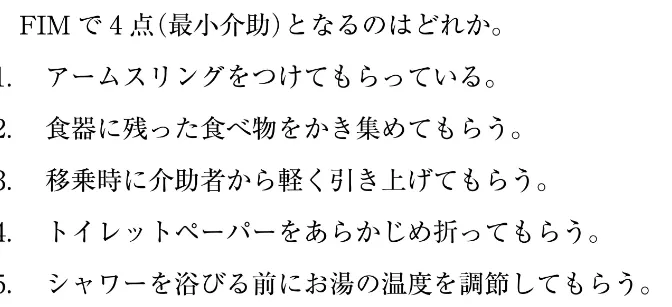 FIM で 4 点(最小介助)となるのはどれか。
1. アームスリングをつけてもらっている。
2. 食器に残った食べ物をかき集めてもらう。
3. 移乗時に介助者から軽く引き上げてもらう。
4. トイレットペーパーをあらかじめ折ってもらう。
5. シャワーを浴びる前にお湯の温度を調節してもらう。